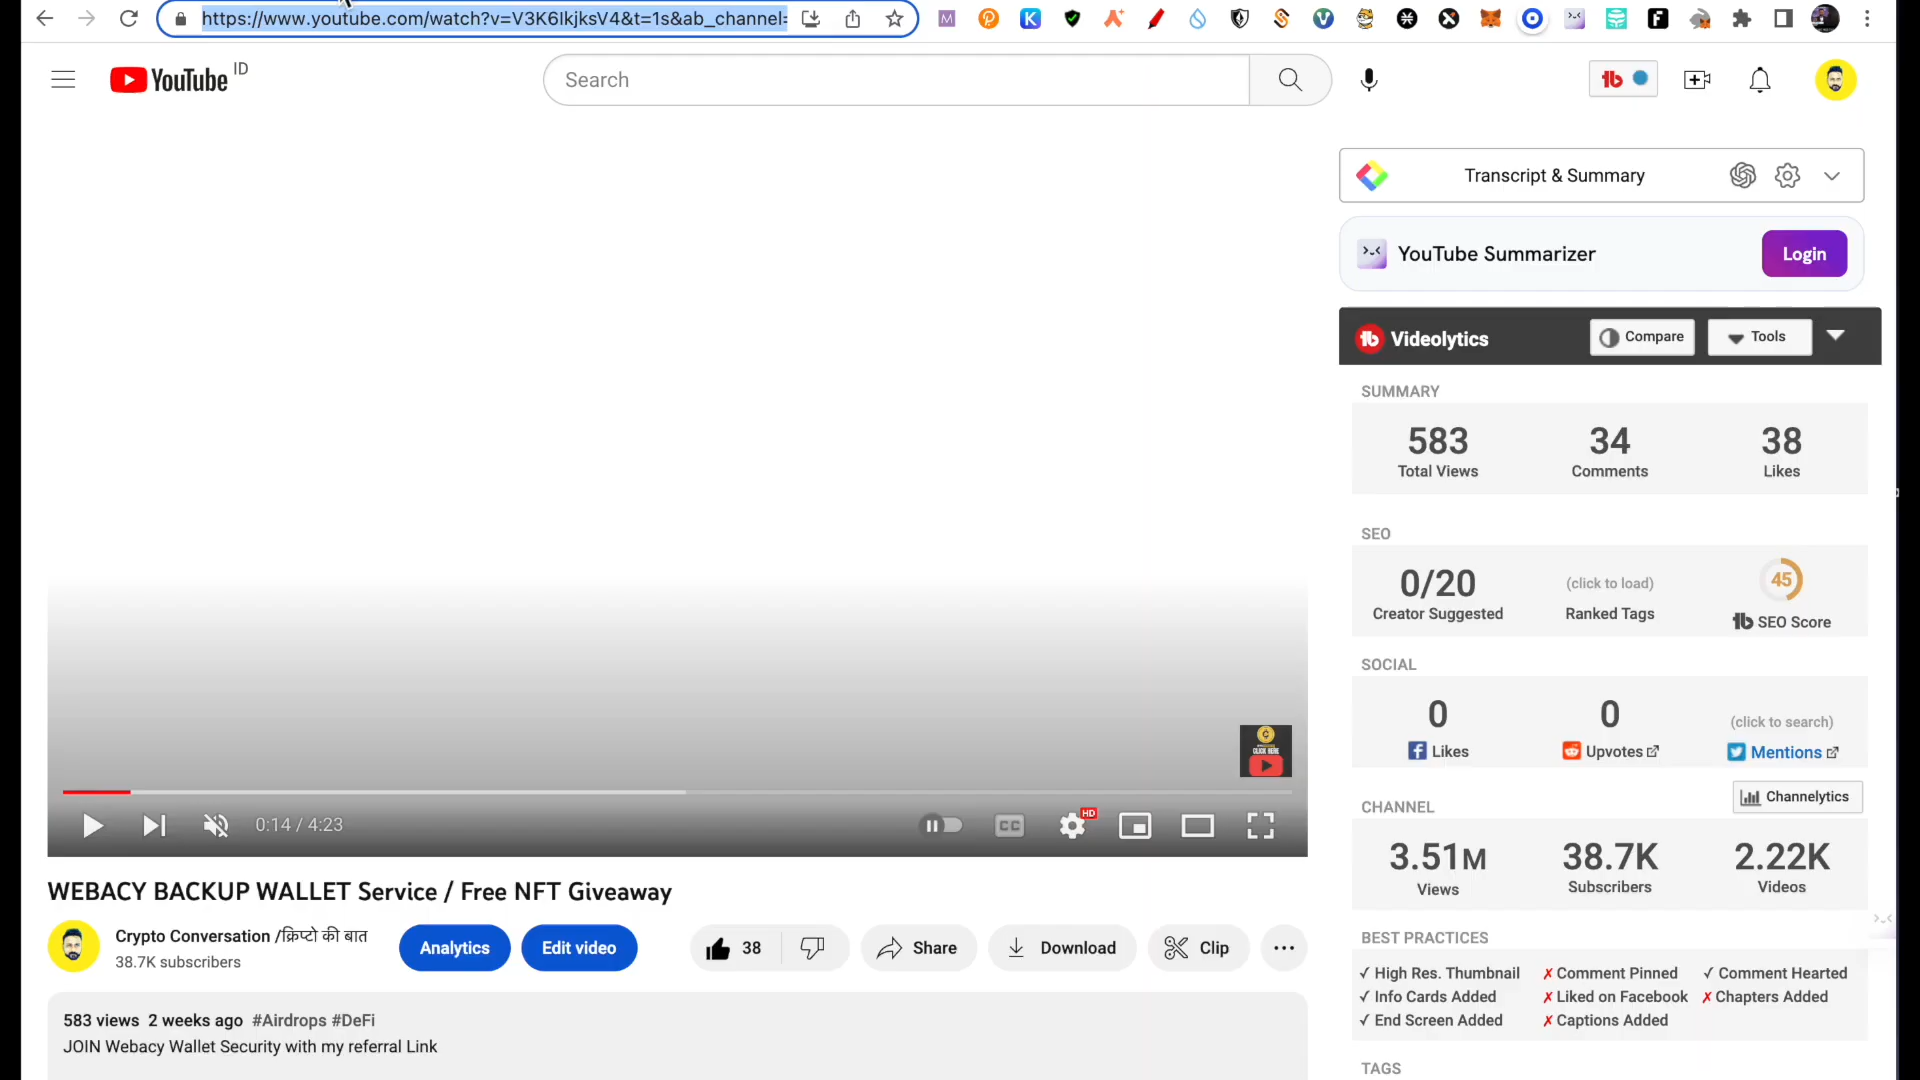 https://www.youtube.com/watch?v=V3K6IkjksV4&t=1s&ab_channel=
YouTube ID
Search
Transcript & Summary
YouTube Summarizer
Login
Videolytics
Compare
Tools
SUMMARY
583 34 38
Total Views Comments Likes
SEO
0/20 (click to load) 45
Creator Suggested Ranked Tags SEO Score
SOCIAL
0 0 (click to search)
Likes Upvotes Mentions
CHANNEL Channelytics
3.51M 38.7K 2.22K
Views Subscribers Videos
BEST PRACTICES
✓ High Res. Thumbnail ✗ Comment Pinned ✓ Comment Hearted
✓ Info Cards Added ✗ Liked on Facebook ✗ Chapters Added
✓ End Screen Added ✗ Captions Added
TAGS
CLICK HERE
0:14 / 4:23
CC
HD
WEBACY BACKUP WALLET Service / Free NFT Giveaway
Crypto Conversation /क्रिप्टो की बात
38.7K subscribers
Analytics
Edit video
38
Share
Download
Clip
583 views 2 weeks ago #Airdrops #DeFi
JOIN Webacy Wallet Security with my referral Link